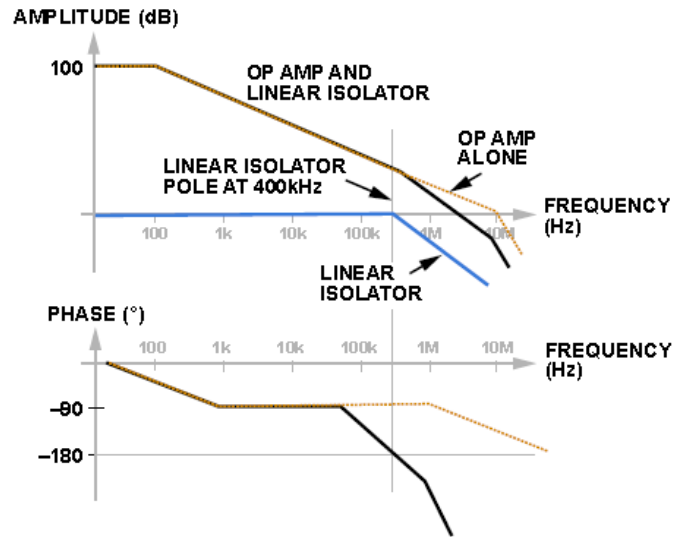 AMPLITUDE (dB)
100
OP AMP AND
LINEAR ISOLATOR
OP AMP
ALONE
LINEAR ISOLATOR
POLE AT 400kHz
FREQUENCY
(Hz)
100 1k 10k 100k 1M 10M
LINEAR
ISOLATOR
PHASE (°)
100 1k 10k 100k 1M 10M
FREQUENCY
(Hz)
–90
–180